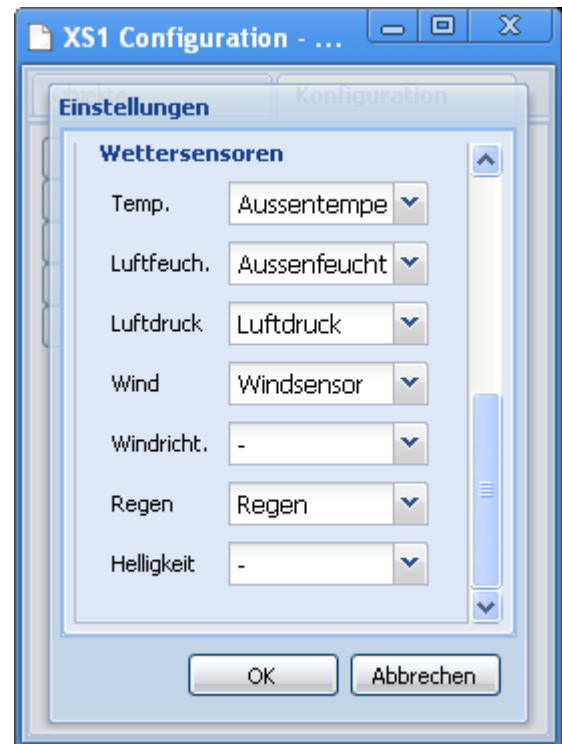 XS1 Configuration - ...
Objekte Konfiguration
Einstellungen
Wettersensoren
Temp. Aussentempe
Luftfeuch. Aussenfeucht
Luftdruck Luftdruck
Wind Windsensor
Windricht. -
Regen Regen
Helligkeit -
OK Abbrechen